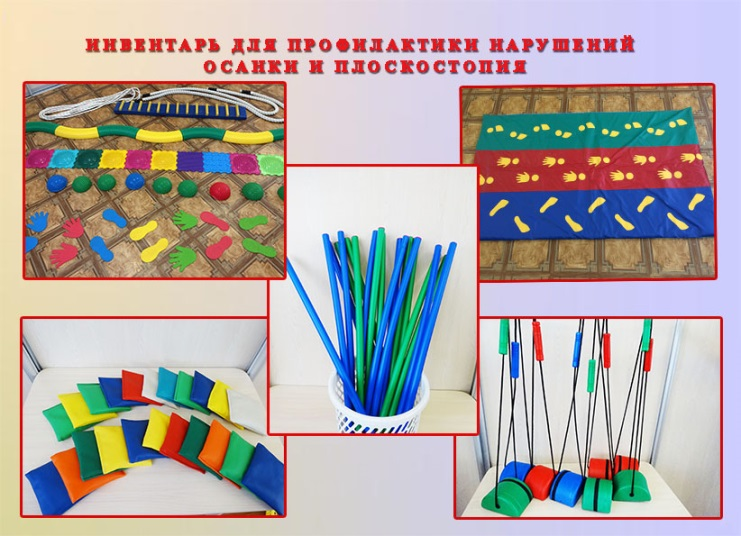 ИНВЕНТАРЬ ДЛЯ ПРОФИЛАКТИКИ НАРУШЕНИЙ
ОСАНКИ И ПЛОСКОСТОПИЯ